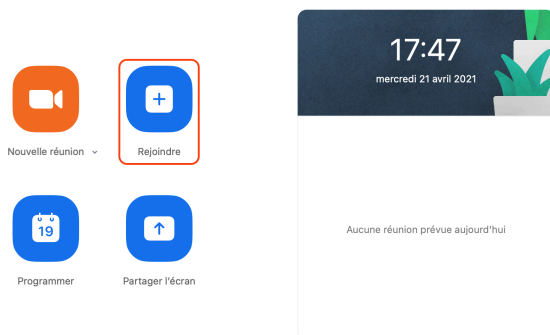 17:47
mercredi 21 avril 2021
Nouvelle réunion
Rejoindre
19
Programmer
Partager l'écran
Aucune réunion prévue aujourd'hui